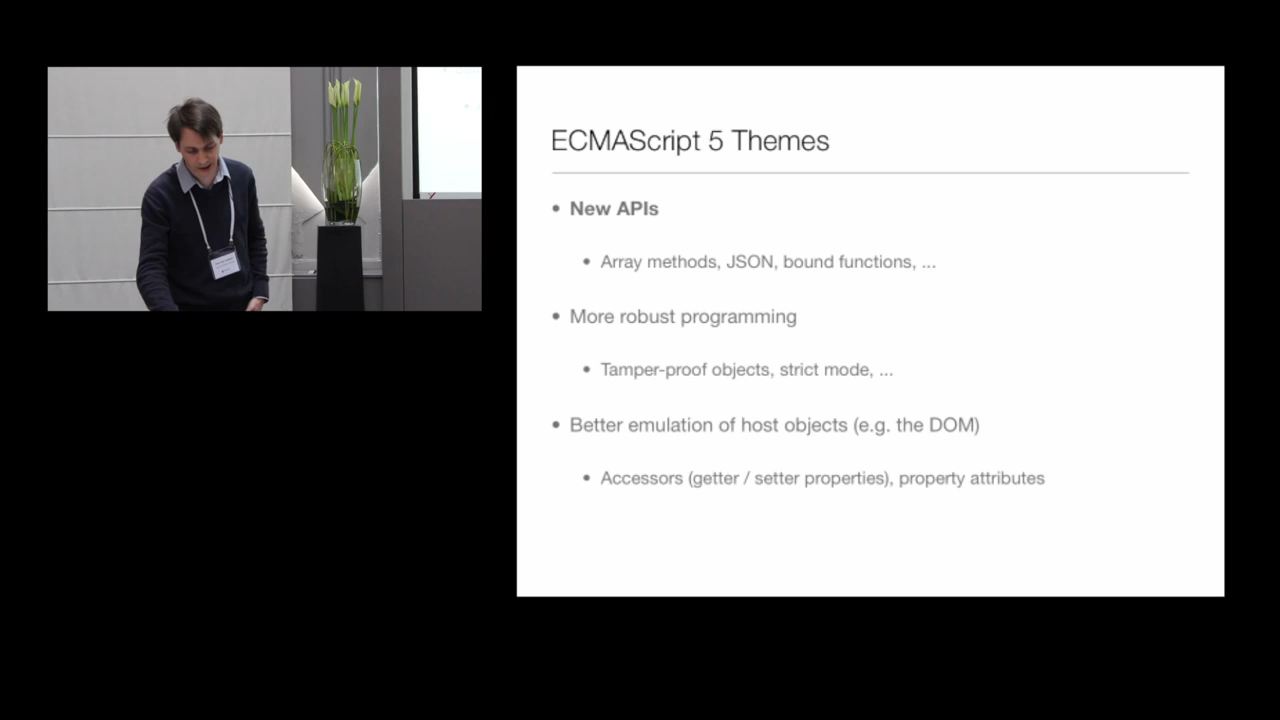 ECMAScript 5 Themes
• New APIs
• Array methods, JSON, bound functions, ...
• More robust programming
• Tamper-proof objects, strict mode, ...
• Better emulation of host objects (e.g. the DOM)
• Accessors (getter / setter properties), property attributes